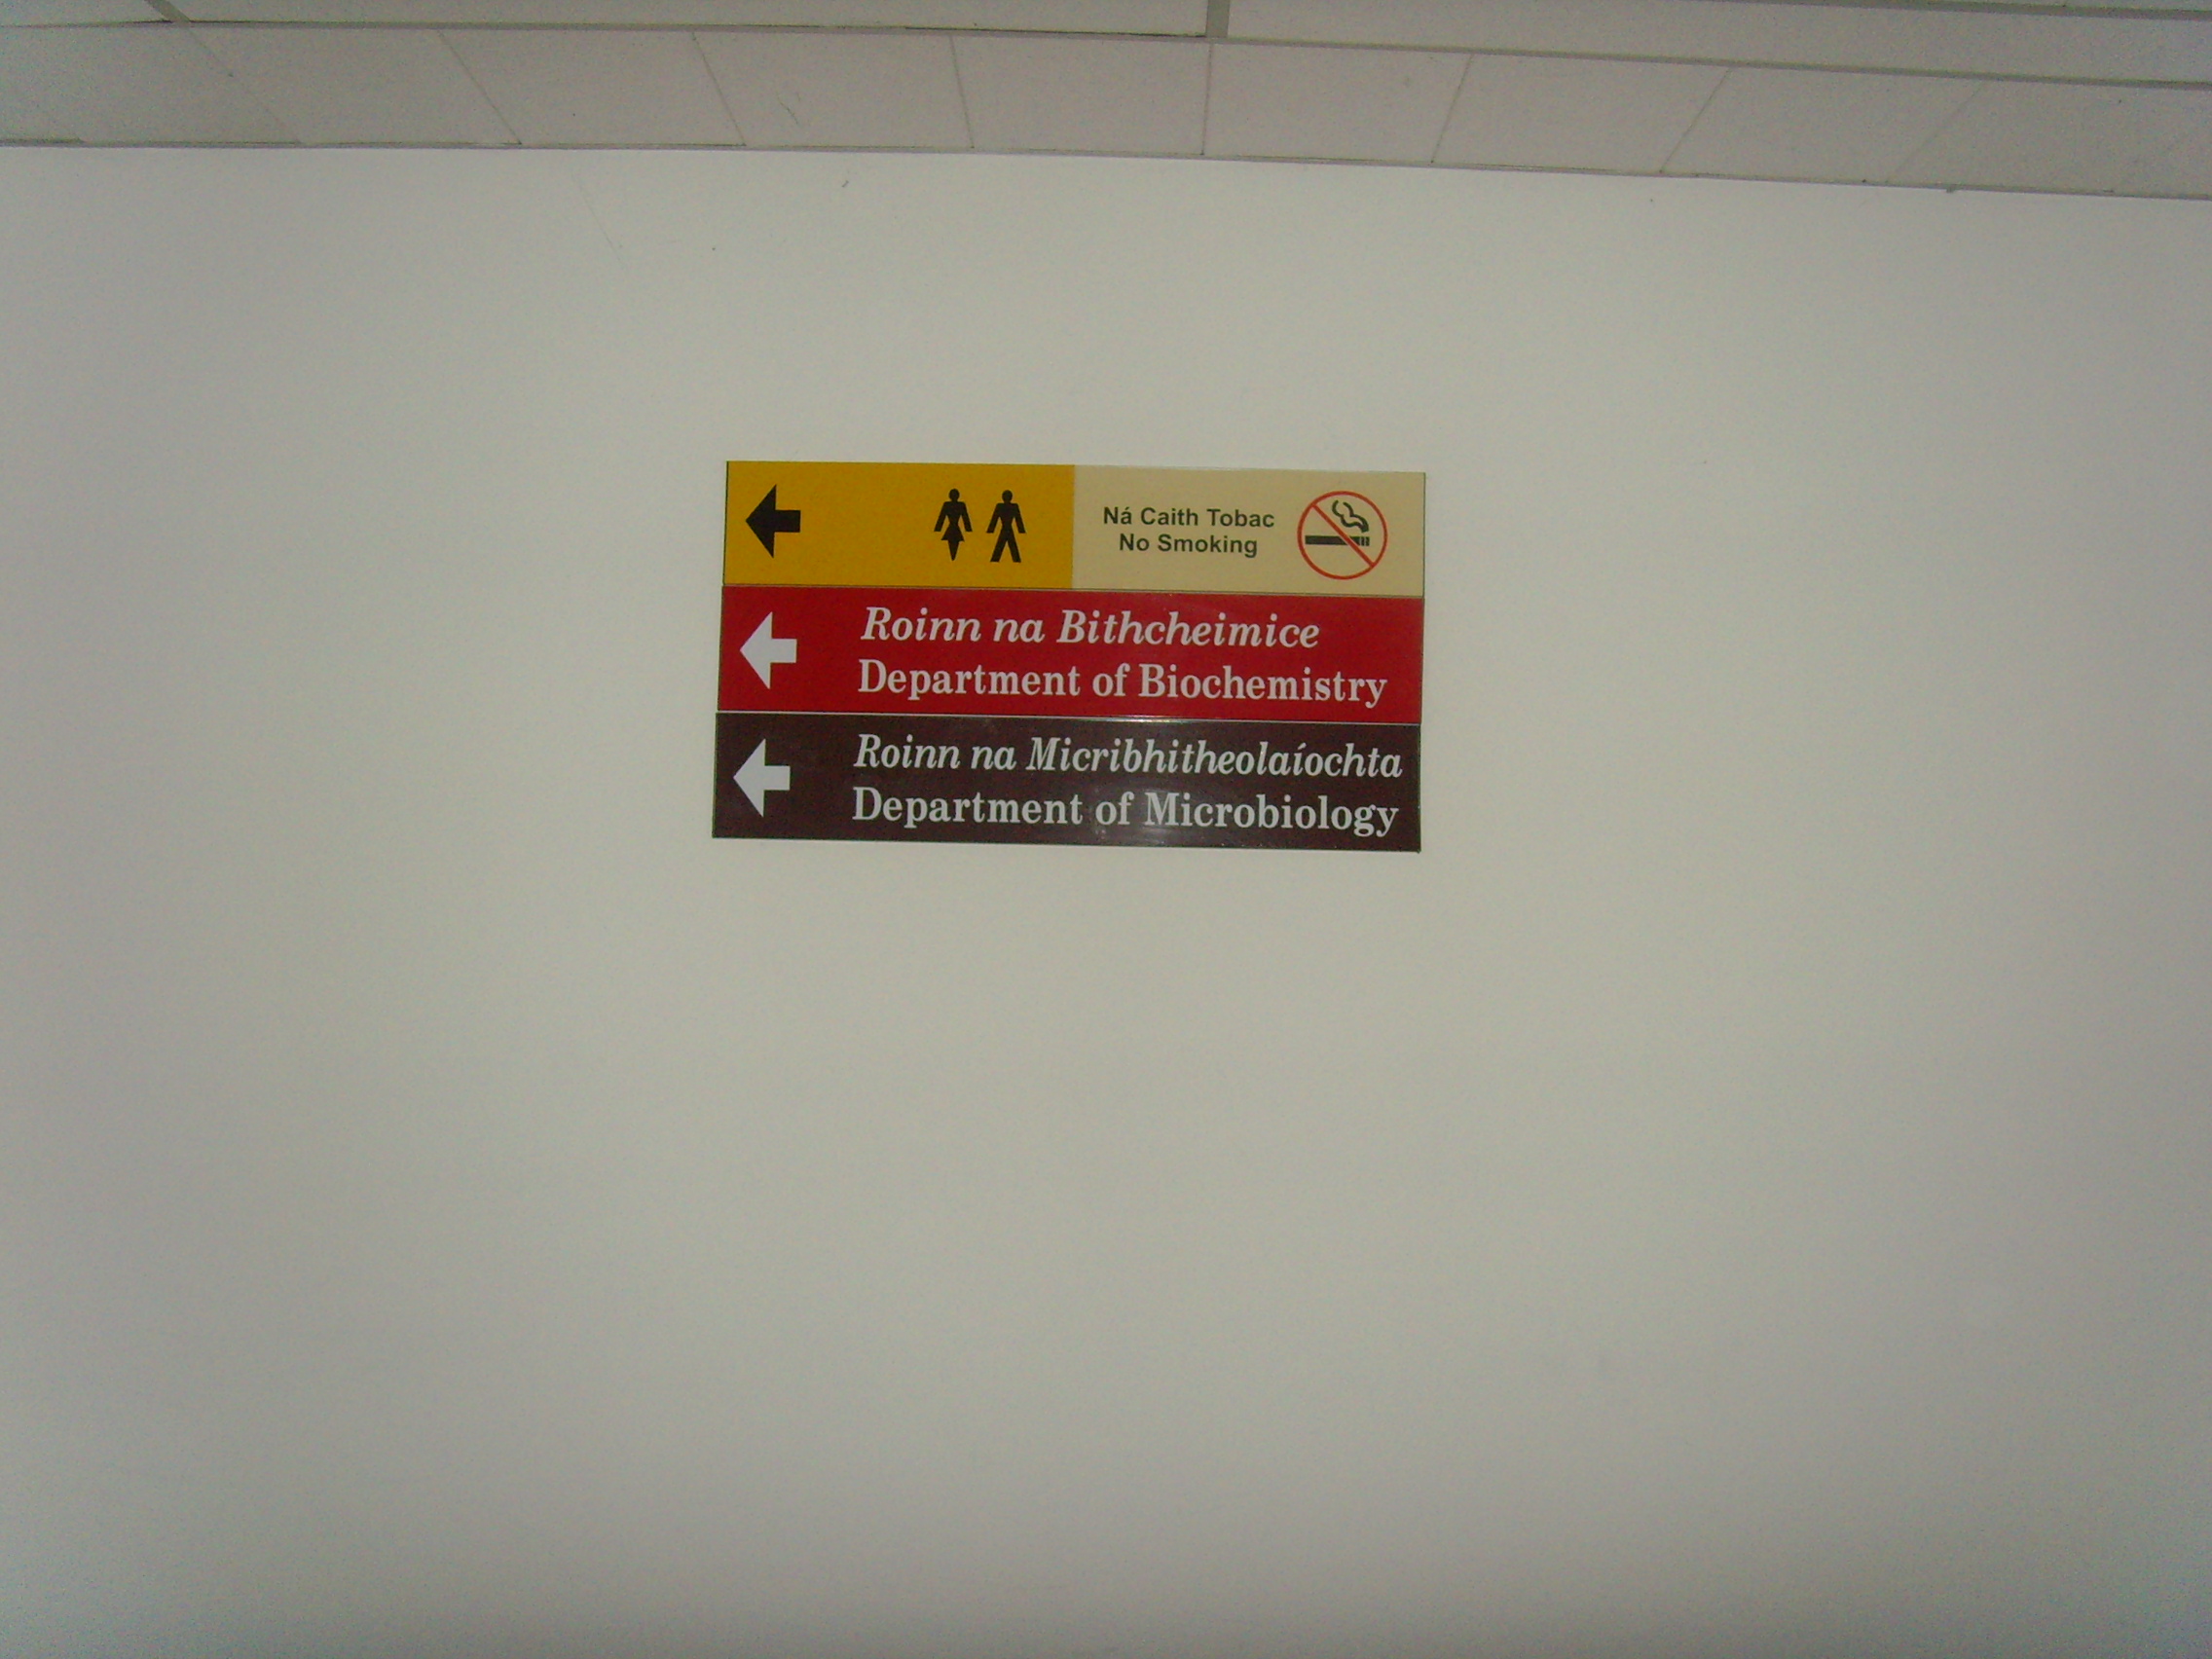 Ná Caith Tobac
No Smoking
Roinn na Bithcheimice
Department of Biochemistry
Roinn na Micribhitheolaíochta
Department of Microbiology